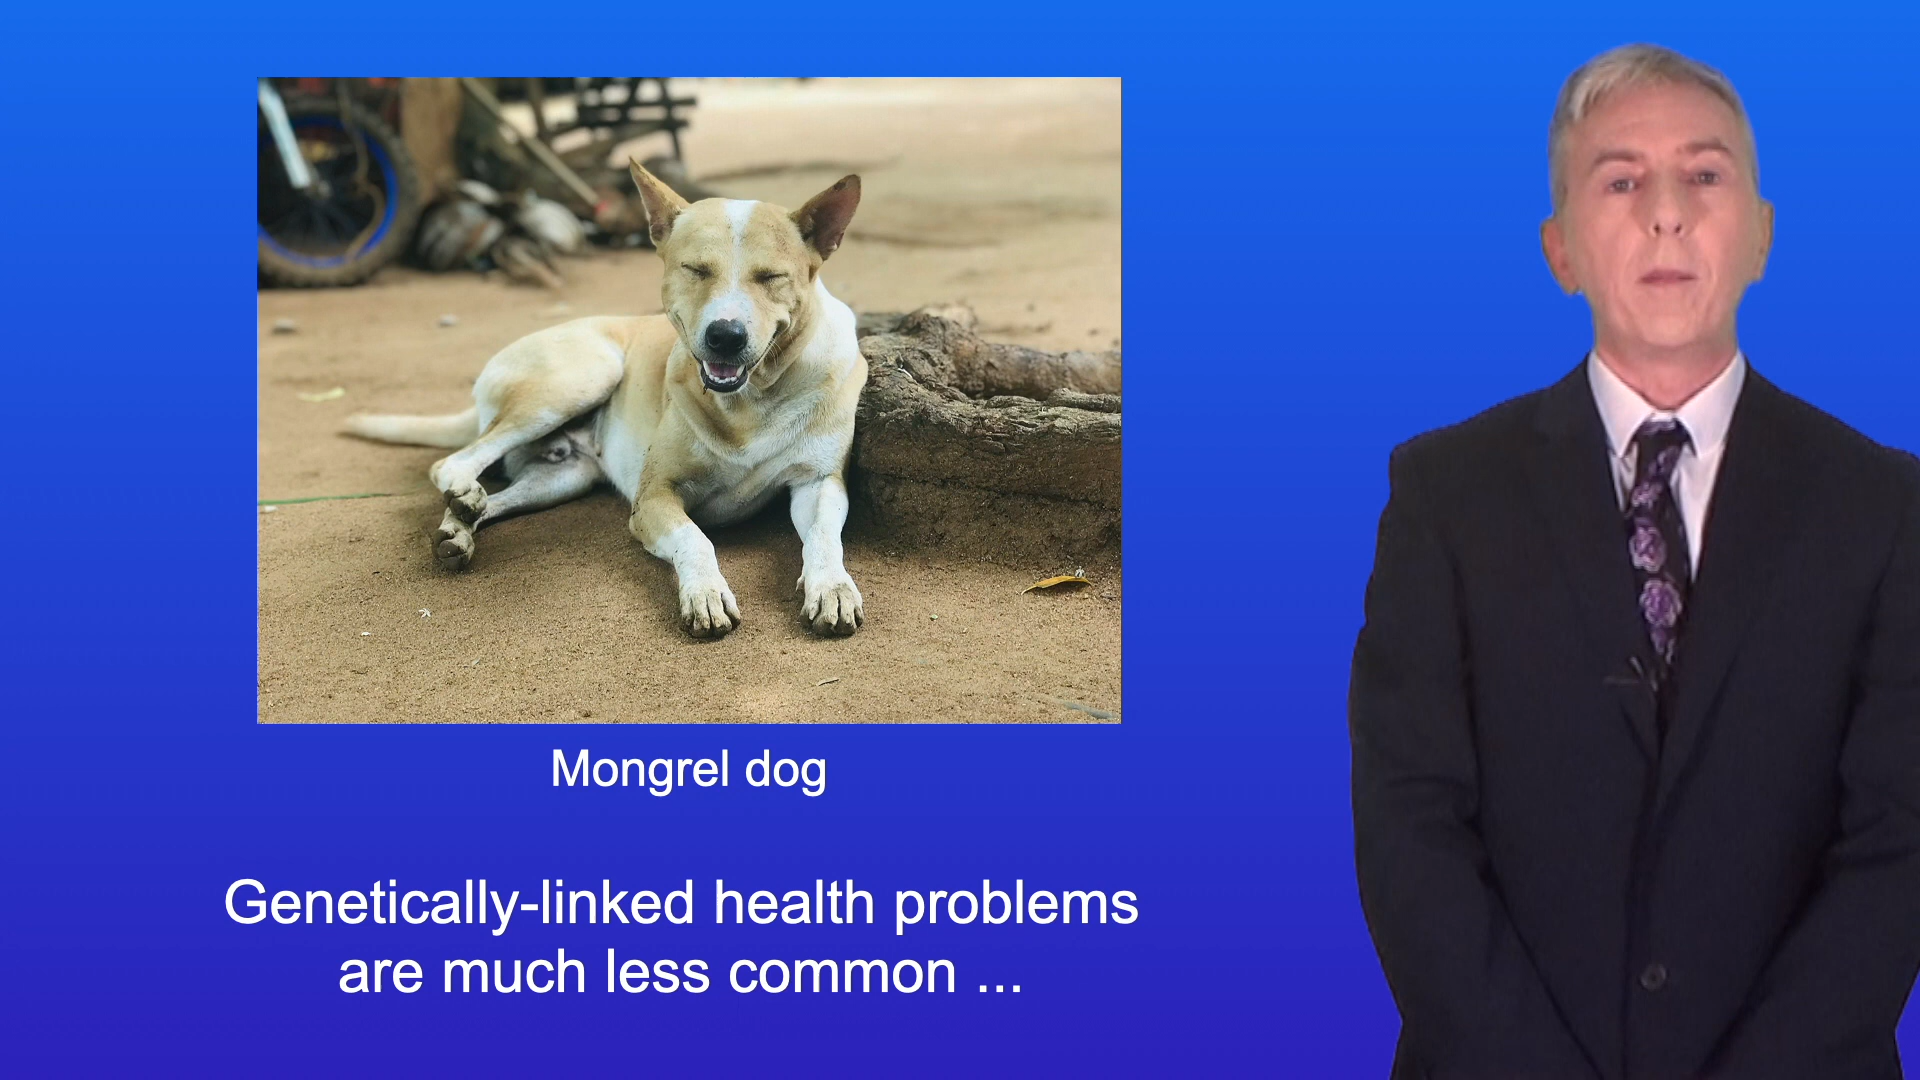 Mongrel dog
Genetically-linked health problems
are much less common ...